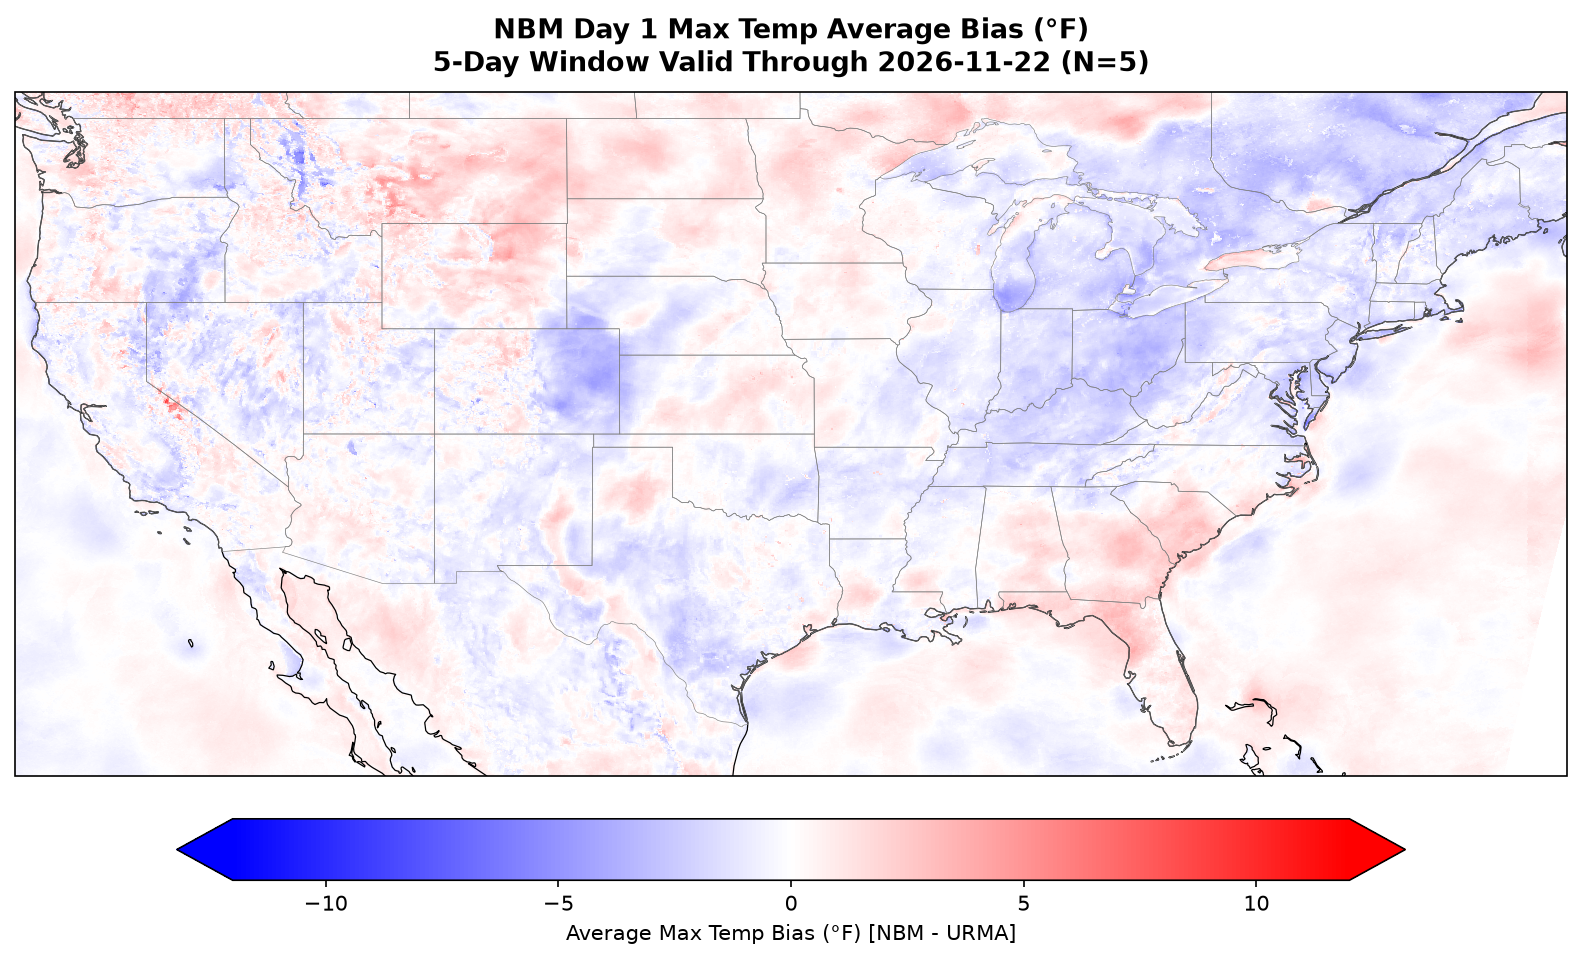 NBM Day 1 Max Temp Average Bias (°F)
5-Day Window Valid Through 2026-11-22 (N=5)
−10
−5
0
5
10
Average Max Temp Bias (°F) [NBM - URMA]